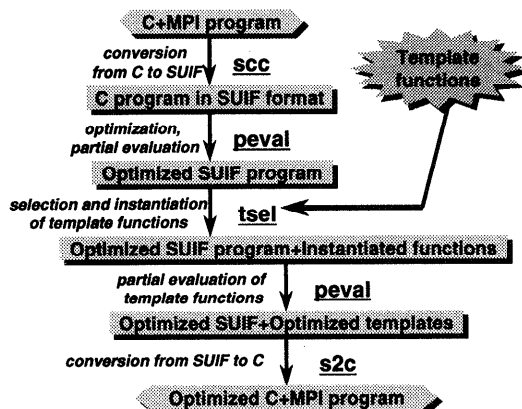 C+MPI program
conversion
from C to SUIF
scc
Template
functions
C program in SUIF format
optimization,
partial evaluation
peval
Optimized SUIF program
selection and instantiation
of template functions
tsel
Optimized SUIF program+Instantiated functions
partial evaluation of
template functions
peval
Optimized SUIF+Optimized templates
conversion from SUIF to C
s2c
Optimized C+MPI program